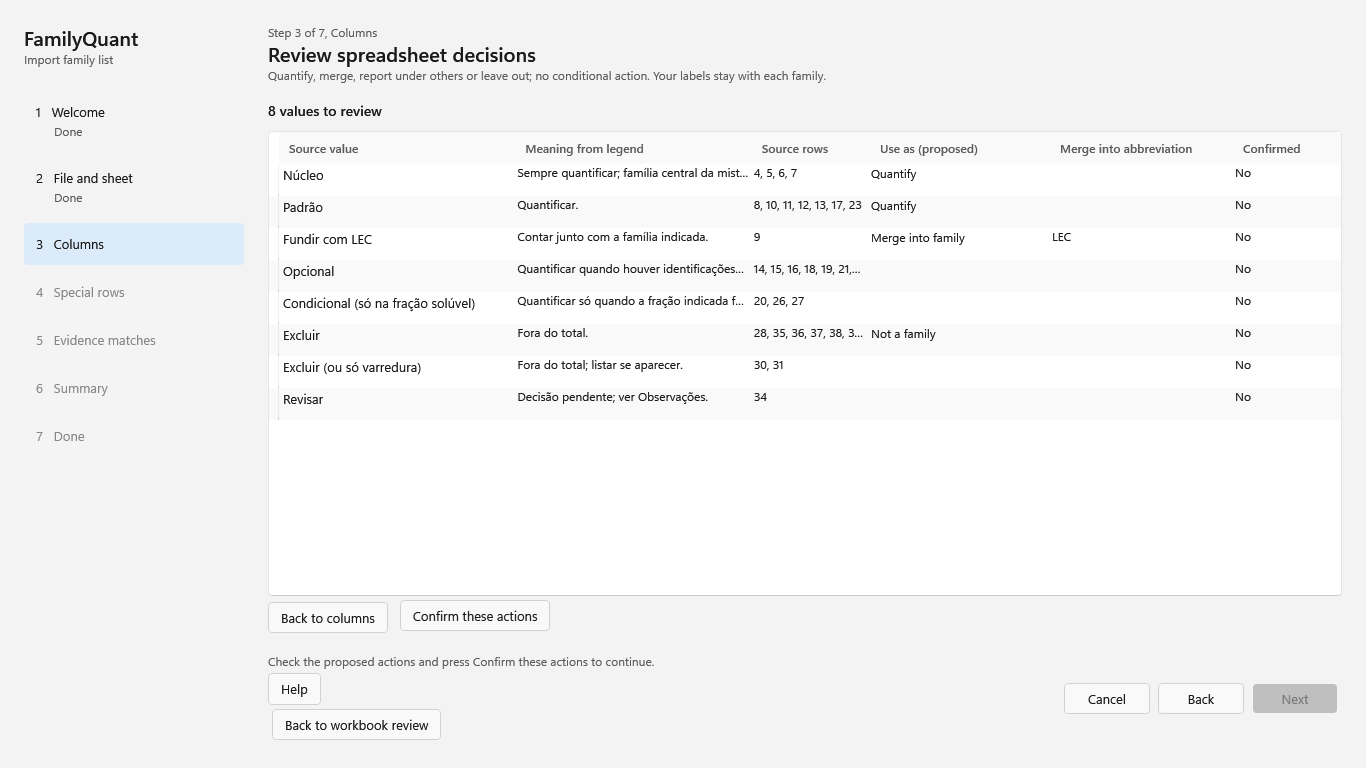 FamilyQuant
Import family list
1 Welcome
Done
2 File and sheet
Done
3 Columns
4 Special rows
5 Evidence matches
6 Summary
7 Done
Step 3 of 7, Columns
Review spreadsheet decisions
Quantify, merge, report under others or leave out; no conditional action. Your labels stay with each family.
8 values to review
Source value Meaning from legend Source rows Use as (proposed) Merge into abbreviation Confirmed
Núcleo Sempre quantificar; família central da mist... 4, 5, 6, 7 Quantify No
Padrão Quantificar. 8, 10, 11, 12, 13, 17, 23 Quantify No
Fundir com LEC Contar junto com a família indicada. 9 Merge into family LEC No
Opcional Quantificar quando houver identificações... 14, 15, 16, 18, 19, 21,... No
Condicional (só na fração solúvel) Quantificar só quando a fração indicada f... 20, 26, 27 No
Excluir Fora do total. 28, 35, 36, 37, 38, 3... Not a family No
Excluir (ou só varredura) Fora do total; listar se aparecer. 30, 31 No
Revisar Decisão pendente; ver Observações. 34 No
Back to columns Confirm these actions
Check the proposed actions and press Confirm these actions to continue.
Help
Back to workbook review
Cancel Back Next